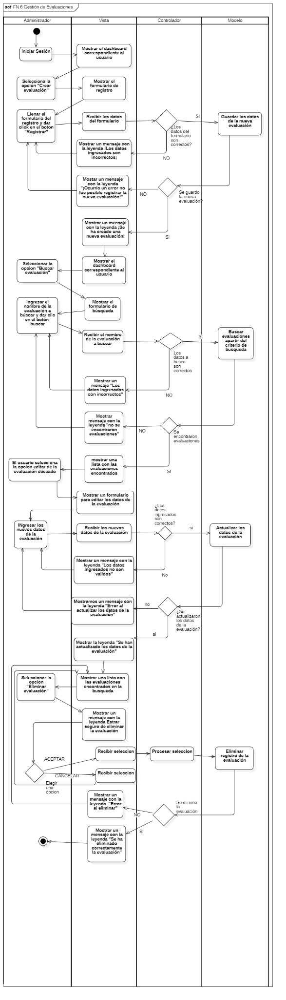 act FN.6 Gestión de Evaluaciones
Administrador
Vista
Controlador
Modelo
Iniciar Sesión
Mostrar el dashboard
correspondiente al
usuario
Selecciona la
opción "Crear
evaluación"
Mostrar el
formulario de
registro
Llenar el
formulario del
registro y dar
click en el boton
"Registrar"
Recibir los datos
del formulario
¿Los
datos del
formulario
son
correctos?
SI
Guardar los datos
de la nueva
evaluación
Mostrar un mensaje con
la leyenda !Los datos
ingresados son
incorrectos¡
NO
Mostar un mensaje
con la leyenda
"¡Ocurrio un error no
fue posible registrar la
nueva evalucaión!"
NO
Se guardo
la nueva
evaluación?
Mostrar un mensaje
con la leyenda ¡Se
ha creado una
nueva evaluación!
SI
Seleccionar la
opcion "Buscar
evaluación"
Mostrar el
dashboard
correspondiente al
usuario
Ingresar el
nombre de la
evaluación a
búscar y dar clic
en el botón
buscar
Mostrar el
formulario de
búsqueda
Recibir el nombre
de la evaluación
a buscar
Los
datos a
busca
son
correctos
Si
Buscar
evaluaciones
apartir del
criterio de
busqueda
Mostrar un
mensaje "Los
datos ingresados
son incorrectos"
NO
Mostrar
mensaje con la
leyenda "no se
encontraron
evaluaciones"
NO
Se
encontraron
evaluaciones
El usuario selecciona
la opcion editar de la
evaluación deseado
mostrar una
lista con las
evaluaciones
encontrados
SI
Mostrar un formulario
para editar los datos de
la evaluación
INgresar los
nuevos datos
de la
evaluación
Recibir los nuevos
datos de la evaluación
¿Los
datos
ingresados
son
correctos?
si
Actualizar los
datos de la
evaluación
Mostrar un mensaje con la
leyenda "Los datos
ingresados no son
validos"
No
Mostramos un mensaje con
la leyenda "Error al
actualizar los datos de la
evaluación"
no
¿Se
actualizaron
los datos
de la
evaluación?
si
Mostrar la leyenda "Se han
actualizado los datos de la
evaluación"
Seleccionar la
opcion
"Eliminar
evaluación"
Mostrar una lista con
las evaluaciones
encontrados en la
busqueda
Mostrar un
mensaje con la
leyenda Estrar
seguro de eliminar
la evaluación
ACEPTAR
Recibir seleccion
Procesar seleccion
Eliminar
registro de la
evaluación
CANCELAR
Recibir seleccion
Elegir
una
opcion
Mostrar un
mensaje con la
leyenda "Error
al eliminar"
NO
Se elimino
la
evaluación
SI
Mostrar un
mensaje con la
leyenda "Se ha
eliminado
correctamente
la evaluación"